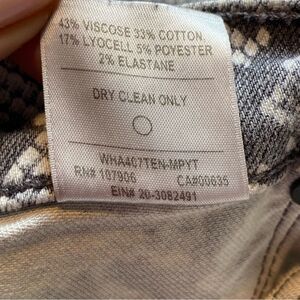 43% VISCOSE 33% COTTON
17% LYOCELL 5% POYESTER
2% ELASTANE
DRY CLEAN ONLY
WHA407TEN-MPYT
RN# 107906 CA#00635
EIN# 20-3082491